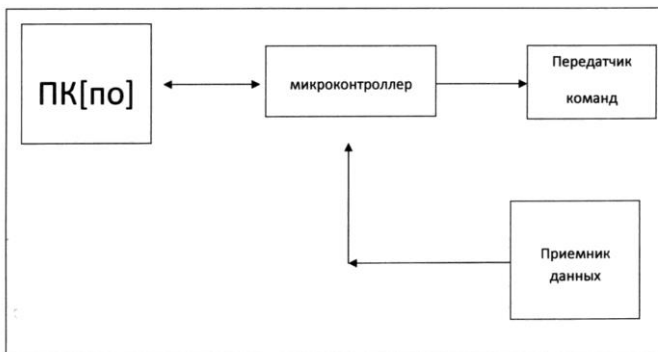 ПК[по]
микроконтроллер
Передатчик
команд
Приемник
данных